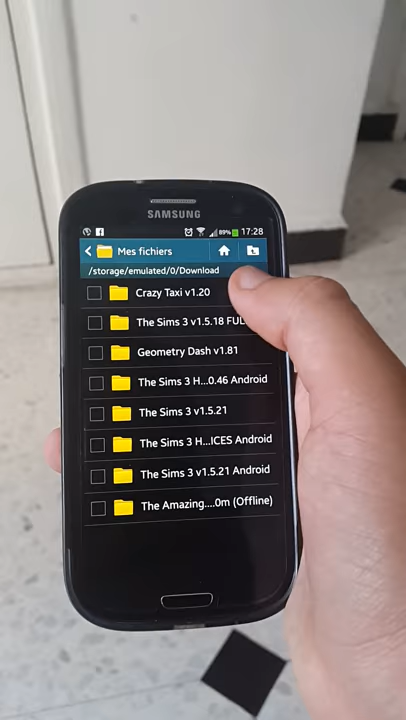 SAMSUNG
89% 17:28
Mes fichiers
/storage/emulated/0/Download
Crazy Taxi v1.20
The Sims 3 v1.5.18 FUL
Geometry Dash v1.81
The Sims 3 H...0.46 Android
The Sims 3 v1.5.21
The Sims 3 H...ICES Android
The Sims 3 v1.5.21 Android
The Amazing....0m (Offline)